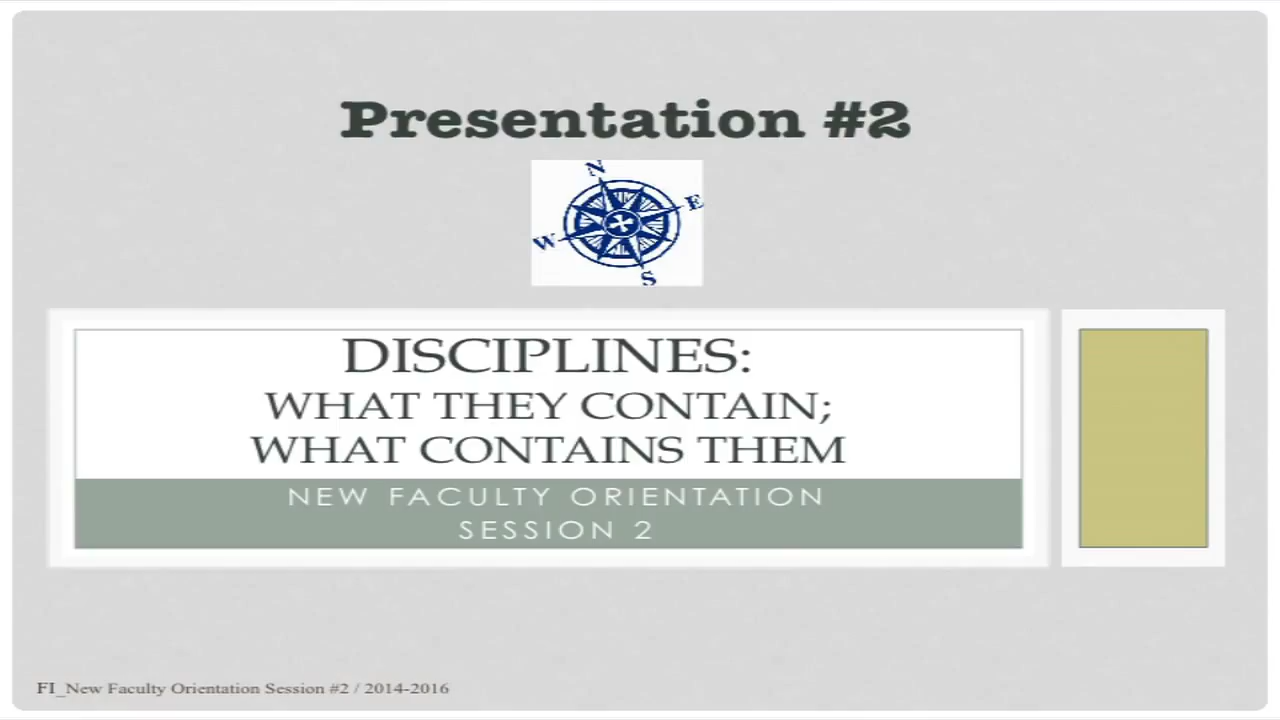 Presentation #2
N
E
W
S
DISCIPLINES:
WHAT THEY CONTAIN;
WHAT CONTAINS THEM
NEW FACULTY ORIENTATION
SESSION 2
FI_New Faculty Orientation Session #2 / 2014-2016